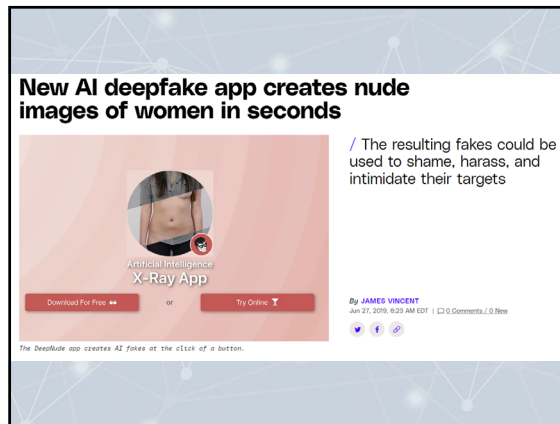 New AI deepfake app creates nude
images of women in seconds
/ The resulting fakes could be
used to shame, harass, and
intimidate their targets
Artificial Intelligence
X-Ray App
Download For Free
or
Try Online
By JAMES VINCENT
Jun 27, 2019, 6:23 AM EDT | 0 Comments / 0 New
The DeepNude app creates AI fakes at the click of a button.